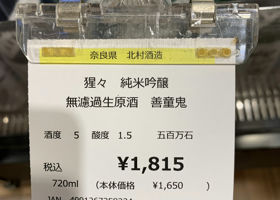 奈良県 北村酒造
猩々 純米吟醸
無濾過生原酒 善童鬼
酒度 5 酸度 1.5 五百万石
税込 ¥1,815
720ml (本体価格 ¥1,650 )
JAN